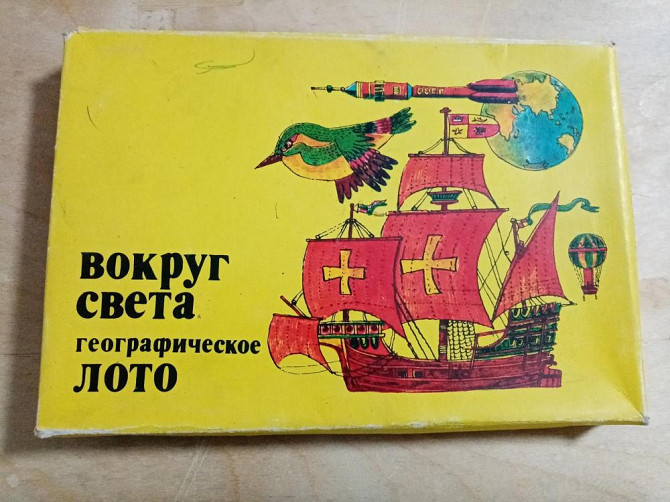 вокруг
света
географическое
лото